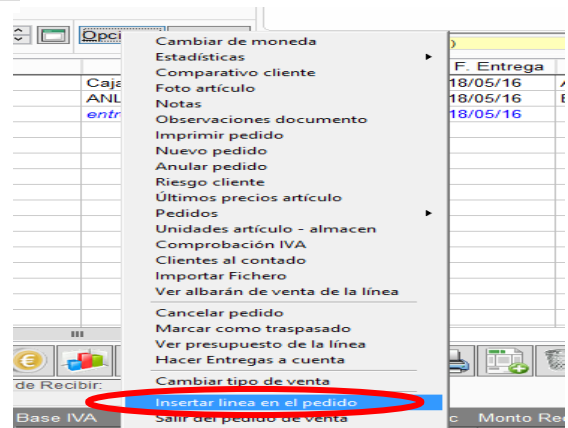 Opci
Cambiar de moneda
)
Estadísticas
F. Entrega
Comparativo cliente
Caja
18/05/16
Foto artículo
ANL
18/05/16
Notas
entr
18/05/16
Observaciones documento
Imprimir pedido
Nuevo pedido
Anular pedido
Riesgo cliente
Últimos precios artículo
Pedidos
Unidades artículo - almacen
Comprobación IVA
Clientes al contado
Importar Fichero
Ver albarán de venta de la línea
Cancelar pedido
Marcar como traspasado
Ver presupuesto de la línea
Hacer Entregas a cuenta
de Recibir:
Cambiar tipo de venta
Insertar linea en el pedido
Base IVA
Salir del pedido de venta
c Monto Re